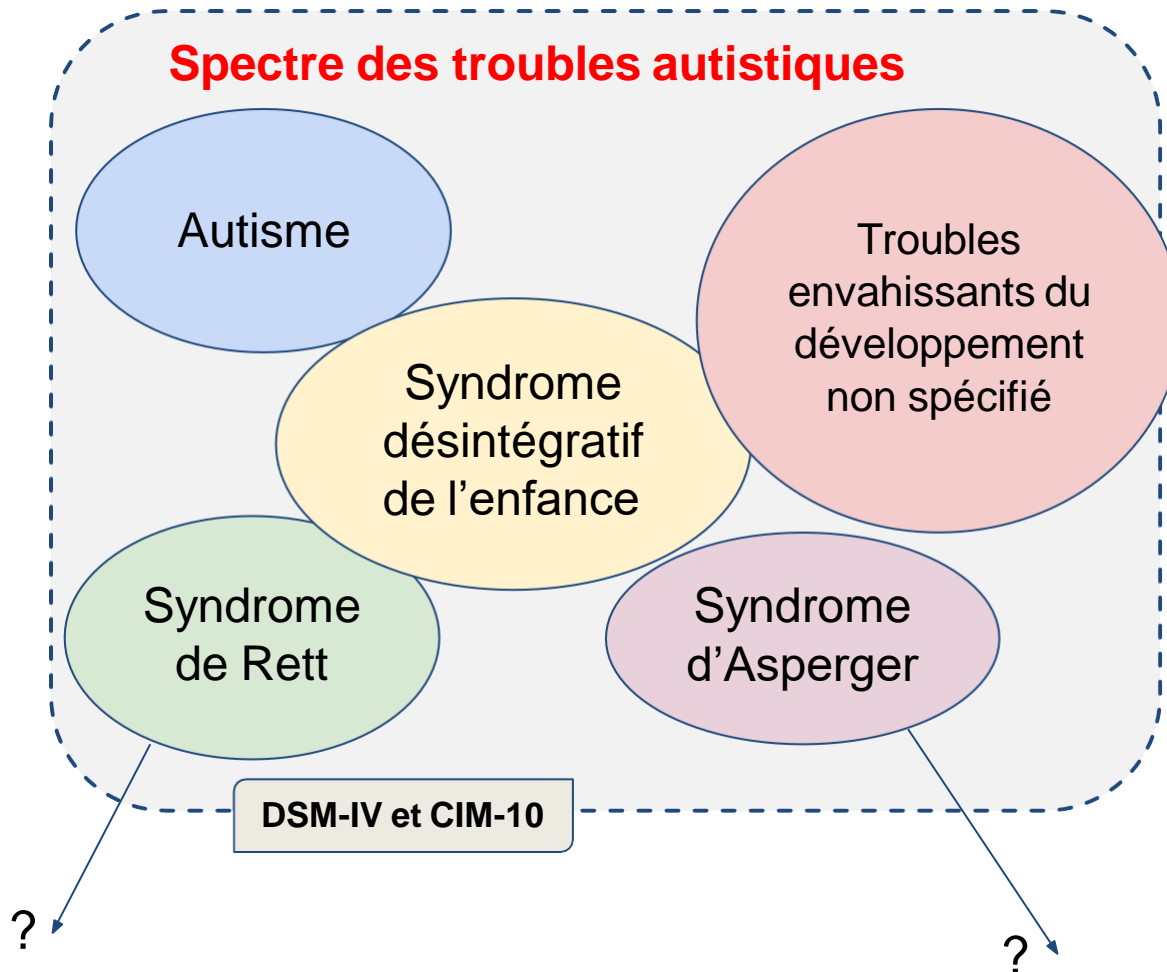 Spectre des troubles autistiques
Autisme
Troubles
envahissants du
développement
non spécifié
Syndrome
désintégratif
de l’enfance
Syndrome
de Rett
Syndrome
d’Asperger
DSM-IV et CIM-10
?
?